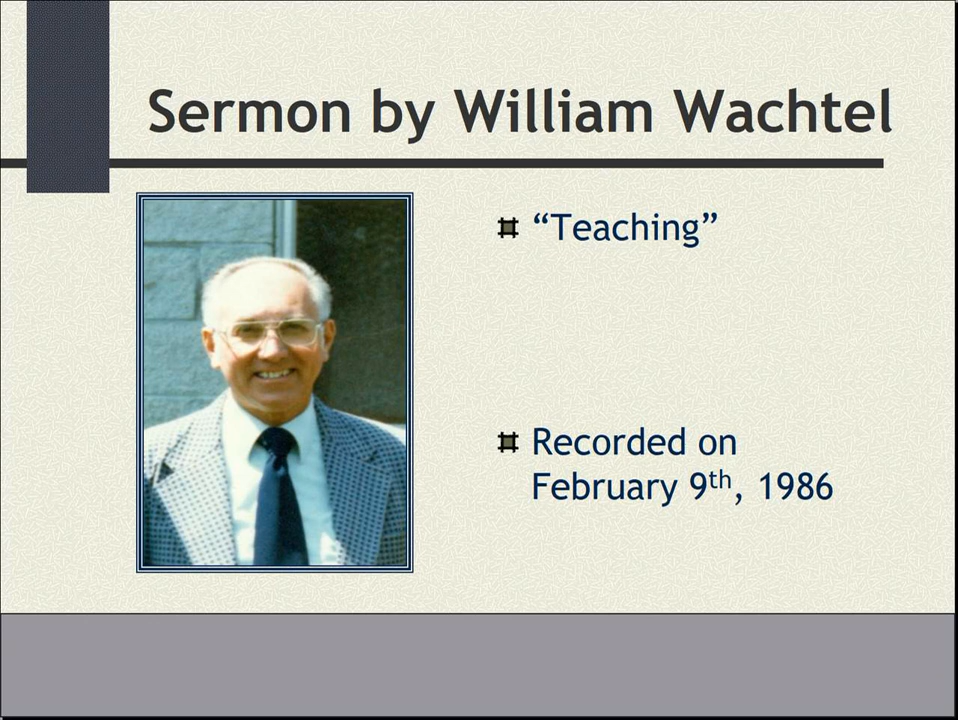 Sermon by William Wachtel
“Teaching”
Recorded on
February 9th, 1986